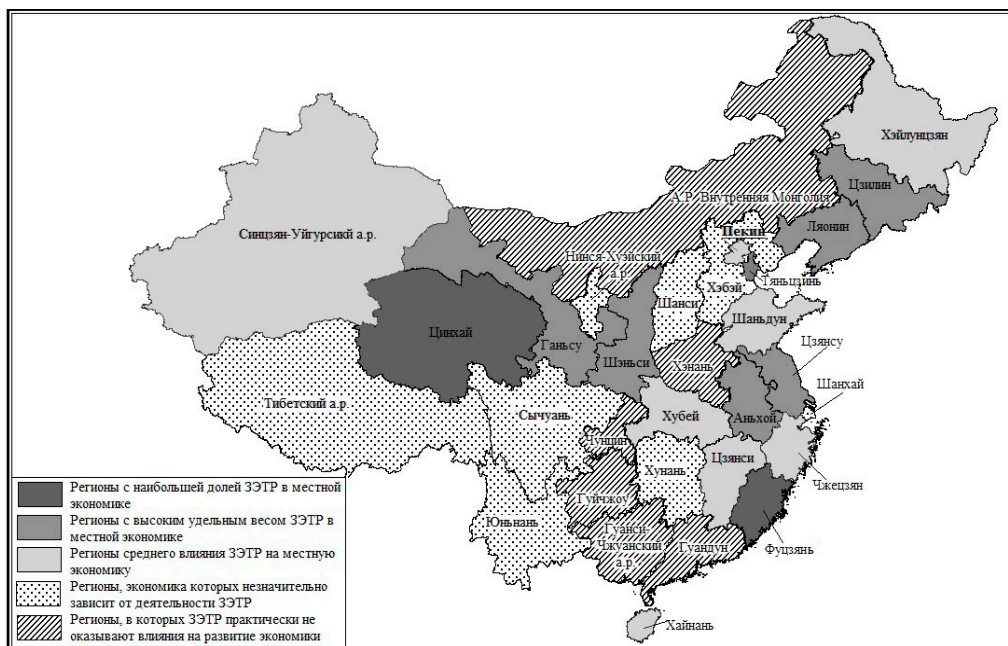 Хэйлунцзян
Цзилин
А.Р. Внутренняя Монголия
Ляонин
Пекин
Синцзян-Уйгурсикй а.р.
Нинся-Хуэйский
а.р.
Тяньцзинь
Хэбэй
Шанси
Шаньдун
Цинхай
Ганьсу
Шэньси
Хэнань
Цзянсу
Шанхай
Тибетский а.р.
Сычуань
Хубей
Аньхой
Чунцин
Цзянси
Хунань
Чжецзян
Гуйчжоу
Юньнань
Гуанси-
Чжуанский
а.р.
Гуандун
Фуцзянь
Хайнань
Регионы с наибольшей долей ЗЭТР в местной
экономике
Регионы с высоким удельным весом ЗЭТР в
местной экономике
Регионы среднего влияния ЗЭТР на местную
экономику
Регионы, экономика которых незначительно
зависит от деятельности ЗЭТР
Регионы, в которых ЗЭТР практически не
оказывают влияния на развитие экономики